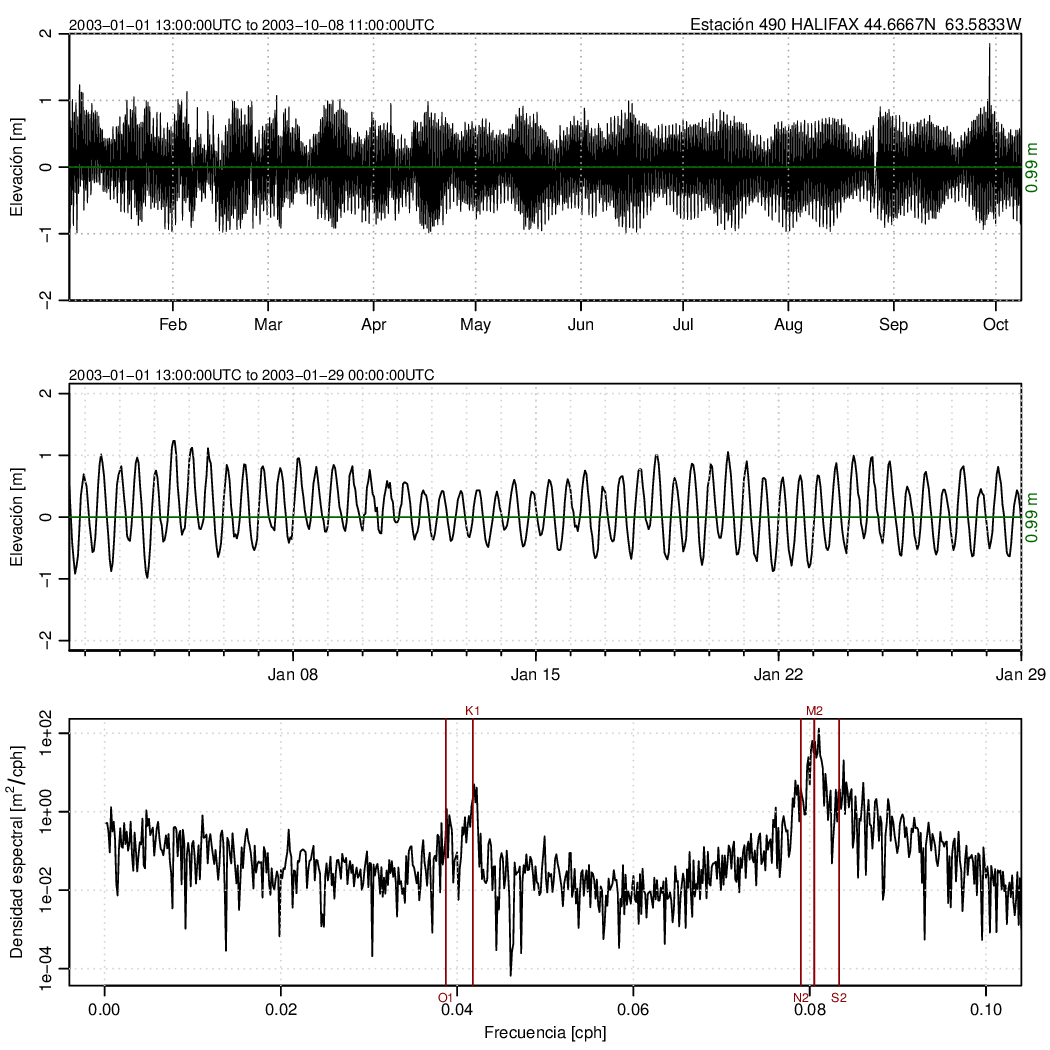 2003−01−01 13:00:00UTC to 2003−10−08 11:00:00UTC
Estación 490 HALIFAX 44.6667N 63.5833W
Elevación [m]
2
1
0
−1
−2
0.99 m
Feb Mar Apr May Jun Jul Aug Sep Oct
2003−01−01 13:00:00UTC to 2003−01−29 00:00:00UTC
Elevación [m]
2
1
0
−1
−2
0.99 m
Jan 08 Jan 15 Jan 22 Jan 29
K1 M2
Densidad espectral [m²/cph]
1e+02
1e+00
1e−02
1e−04
O1 N2 S2
0.00 0.02 0.04 0.06 0.08 0.10
Frecuencia [cph]